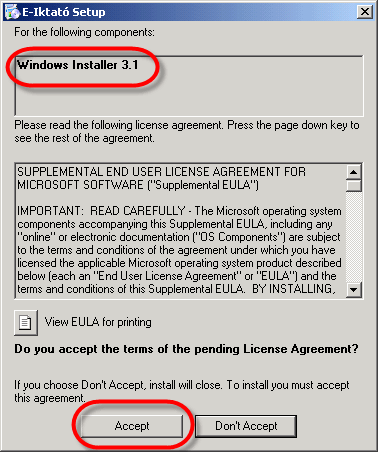 E-Iktató Setup
For the following components:
Windows Installer 3.1
Please read the following license agreement. Press the page down key to
see the rest of the agreement.
SUPPLEMENTAL END USER LICENSE AGREEMENT FOR
MICROSOFT SOFTWARE ("Supplemental EULA")
IMPORTANT:  READ CAREFULLY - The Microsoft operating system
components accompanying this Supplemental EULA, including any
"online" or electronic documentation ("OS Components") are subject
to the terms and conditions of the agreement under which you have
licensed the applicable Microsoft operating system product described
below (each an "End User License Agreement" or "EULA") and the
terms and conditions of this Supplemental EULA.  BY INSTALLING,
View EULA for printing
Do you accept the terms of the pending License Agreement?
If you choose Don't Accept, install will close. To install you must accept
this agreement.
Accept
Don't Accept